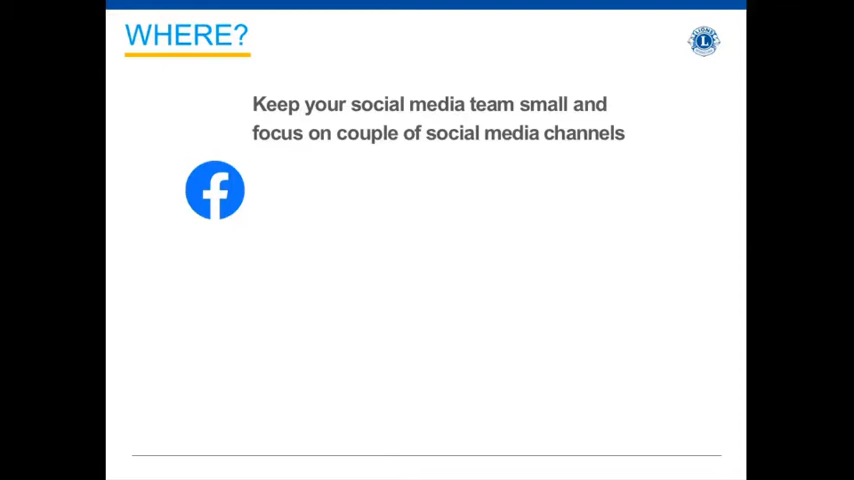 WHERE?
Keep your social media team small and
focus on couple of social media channels